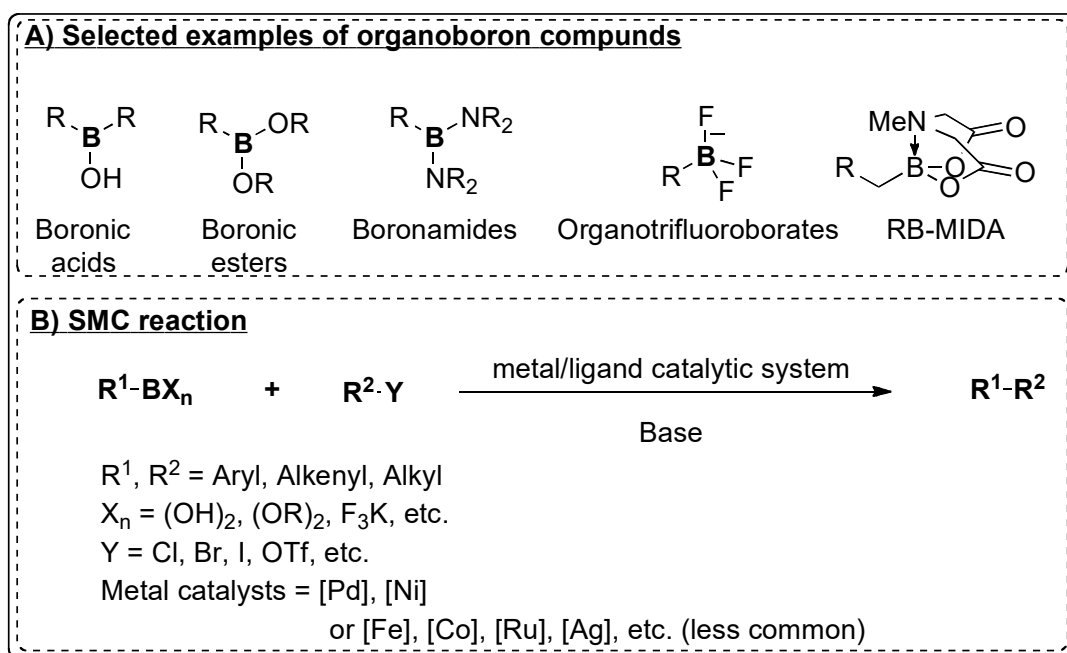 A) Selected examples of organoboron compunds
R R
B
OH
Boronic
acids
R OR
B
OR
Boronic
esters
R NR₂
B
NR₂
Boronamides
F
–
R B F
F
Organotrifluoroborates
MeN O
R B–O O
O
RB-MIDA
B) SMC reaction
R¹–BXₙ + R²-Y metal/ligand catalytic system R¹–R²
Base
R¹, R² = Aryl, Alkenyl, Alkyl
Xₙ = (OH)₂, (OR)₂, F₃K, etc.
Y = Cl, Br, I, OTf, etc.
Metal catalysts = [Pd], [Ni]
or [Fe], [Co], [Ru], [Ag], etc. (less common)